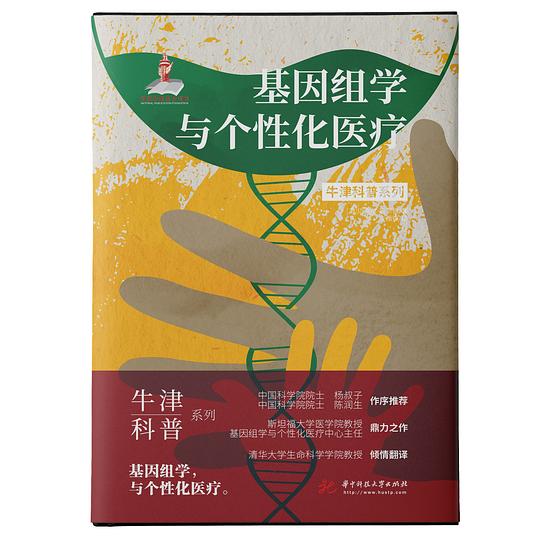 基因组学
与个性化医疗
牛津科普系列
牛津
科普
系列
中国科学院院士 杨叔子
中国科学院院士 陈润生
作序推荐
斯坦福大学医学院教授
基因组学与个性化医疗中心主任
鼎力之作
清华大学生命科学学院教授
倾情翻译
基因组学，
与个性化医疗。
华中科技大学出版社
http://www.hustp.com